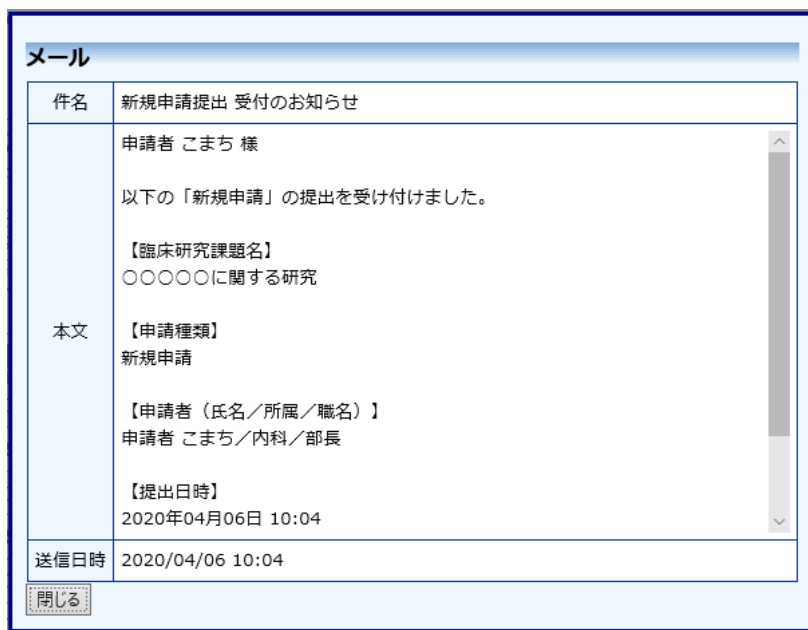 メール
件名
新規申請提出 受付のお知らせ
本文
申請者 こまち 様
以下の「新規申請」の提出を受け付けました。
【臨床研究課題名】
○○○○○に関する研究
【申請種類】
新規申請
【申請者（氏名／所属／職名）】
申請者 こまち／内科／部長
【提出日時】
2020年04月06日 10:04
送信日時
2020/04/06 10:04
閉じる